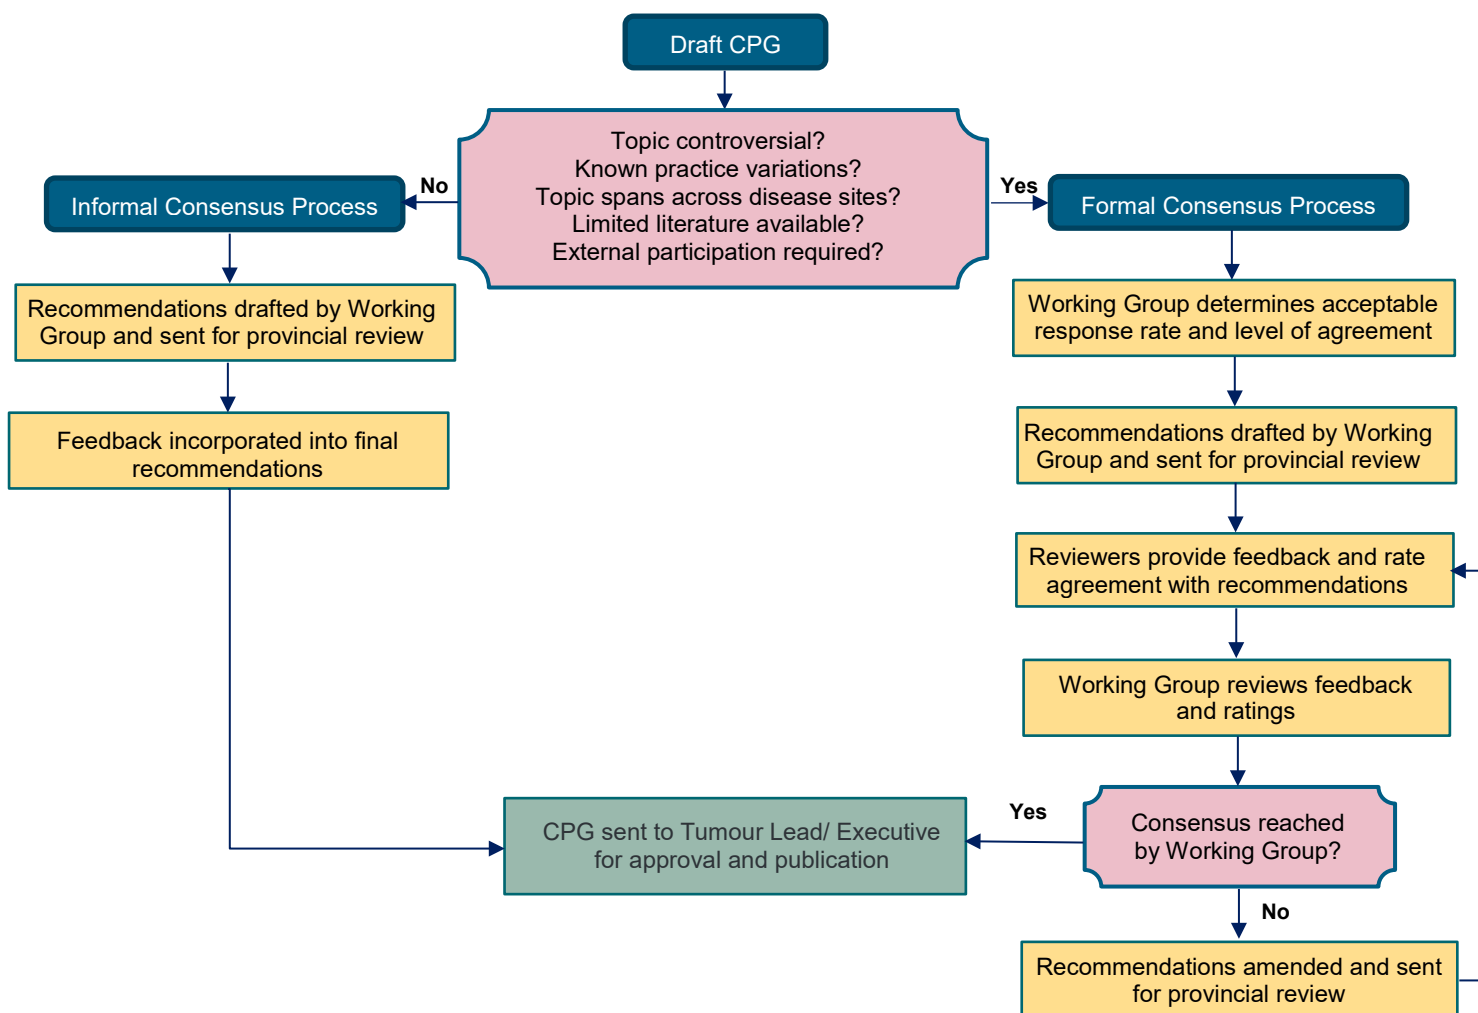 Draft CPG
Topic controversial?
Known practice variations?
Topic spans across disease sites?
Limited literature available?
External participation required?
No
Yes
Informal Consensus Process
Formal Consensus Process
Recommendations drafted by Working
Group and sent for provincial review
Feedback incorporated into final
recommendations
Working Group determines acceptable
response rate and level of agreement
Recommendations drafted by Working
Group and sent for provincial review
Reviewers provide feedback and rate
agreement with recommendations
Working Group reviews feedback
and ratings
Consensus reached
by Working Group?
Yes
CPG sent to Tumour Lead/ Executive
for approval and publication
No
Recommendations amended and sent
for provincial review